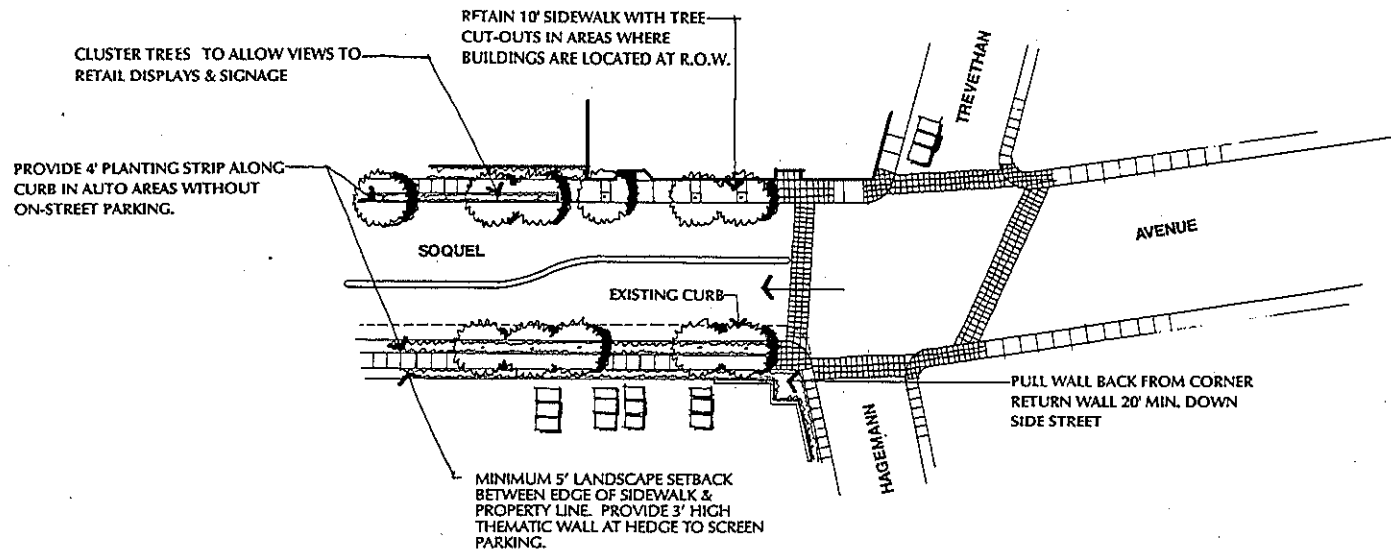 RETAIN 10' SIDEWALK WITH TREE
CUT-OUTS IN AREAS WHERE
BUILDINGS ARE LOCATED AT R.O.W.
CLUSTER TREES TO ALLOW VIEWS TO
RETAIL DISPLAYS & SIGNAGE
TREVETHAN
PROVIDE 4' PLANTING STRIP ALONG
CURB IN AUTO AREAS WITHOUT
ON-STREET PARKING.
SOQUEL
AVENUE
EXISTING CURB
PULL WALL BACK FROM CORNER
RETURN WALL 20' MIN. DOWN
SIDE STREET
HAGEMANN
MINIMUM 5' LANDSCAPE SETBACK
BETWEEN EDGE OF SIDEWALK &
PROPERTY LINE. PROVIDE 3' HIGH
THEMATIC WALL AT HEDGE TO SCREEN
PARKING.